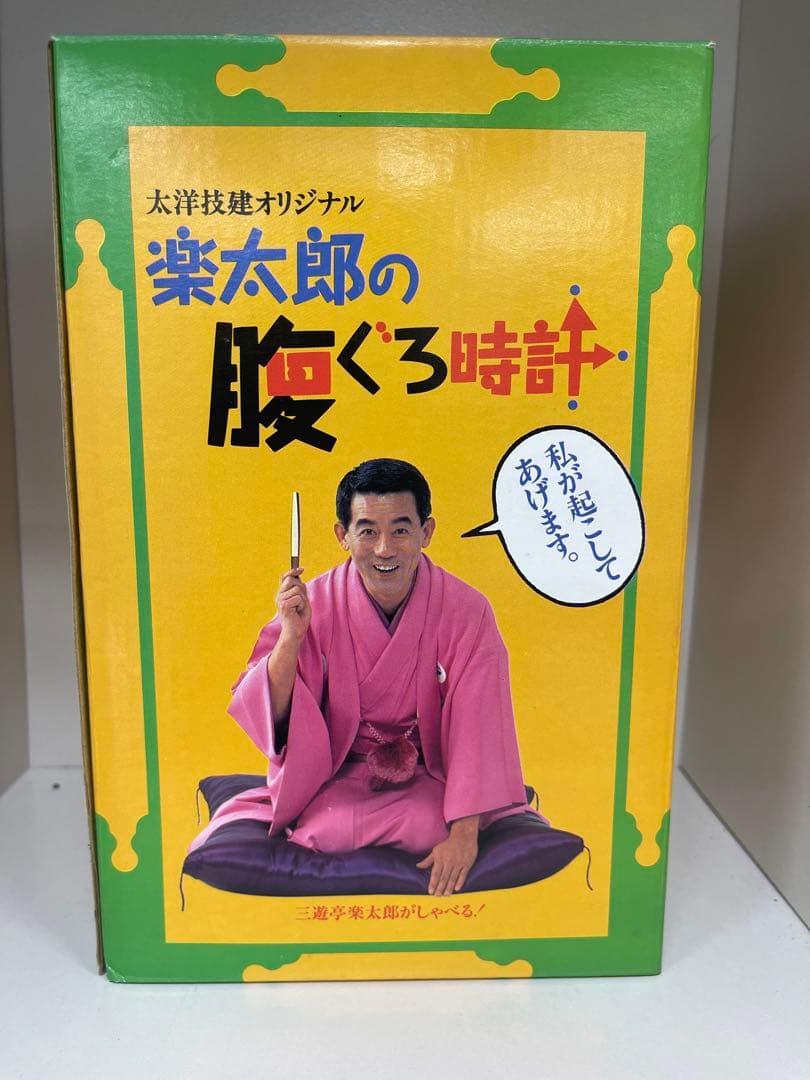 太洋技建オリジナル
楽太郎の
腹ぐろ時計
私が起こして
あげます。
三遊亭楽太郎がしゃべる!